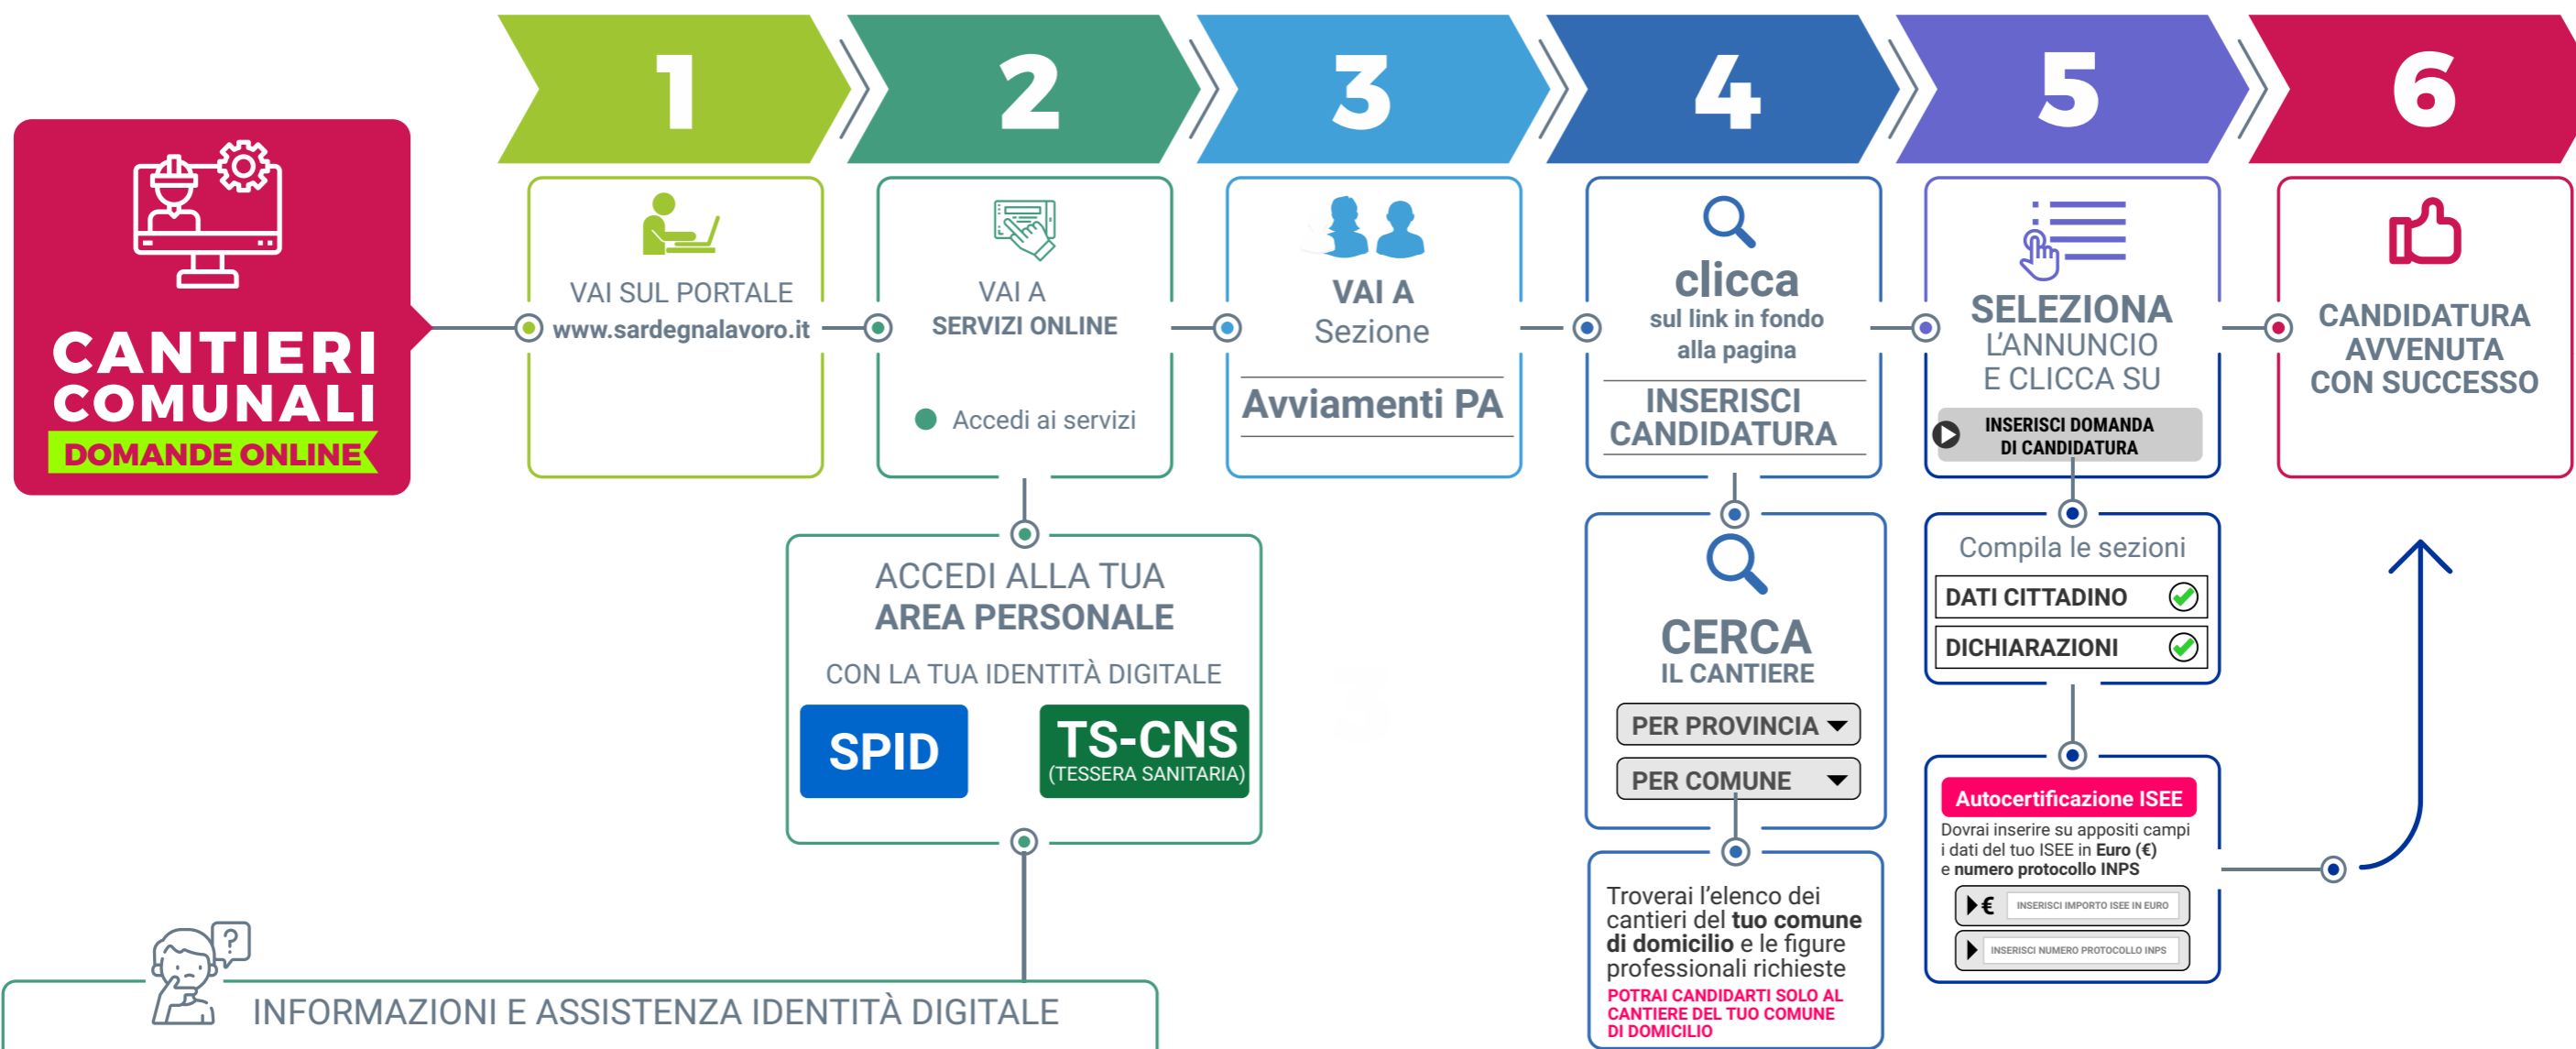 CANTIERI
COMUNALI
DOMANDE ONLINE
1
VAI SUL PORTALE
www.sardegnalavoro.it
2
VAI A
SERVIZI ONLINE
Accedi ai servizi
ACCEDI ALLA TUA
AREA PERSONALE
CON LA TUA IDENTITÀ DIGITALE
SPID
TS-CNS
(TESSERA SANITARIA)
?
INFORMAZIONI E ASSISTENZA IDENTITÀ DIGITALE
3
VAI A
Sezione
Avviamenti PA
4
clicca
sul link in fondo
alla pagina
INSERISCI
CANDIDATURA
CERCA
IL CANTIERE
PER PROVINCIA
PER COMUNE
Troverai l'elenco dei
cantieri del tuo comune
di domicilio e le figure
professionali richieste
POTRAI CANDIDARTI SOLO AL
CANTIERE DEL TUO COMUNE
DI DOMICILIO
5
SELEZIONA
L'ANNUNCIO
E CLICCA SU
INSERISCI DOMANDA
DI CANDIDATURA
Compila le sezioni
DATI CITTADINO
DICHIARAZIONI
Autocertificazione ISEE
Dovrai inserire su appositi campi
i dati del tuo ISEE in Euro (€)
e numero protocollo INPS
€ INSERISCI IMPORTO ISEE IN EURO
INSERISCI NUMERO PROTOCOLLO INPS
6
CANDIDATURA
AVVENUTA
CON SUCCESSO